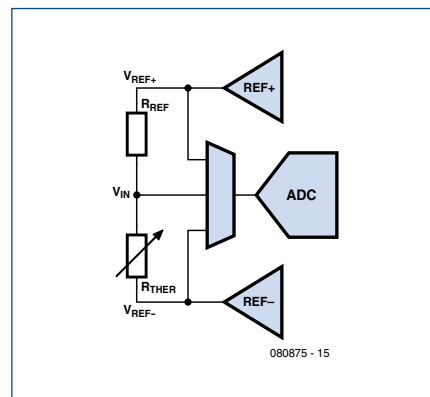 VREF+
REF+
RREF
VIN
ADC
RTHER
VREF–
REF–
080875 - 15